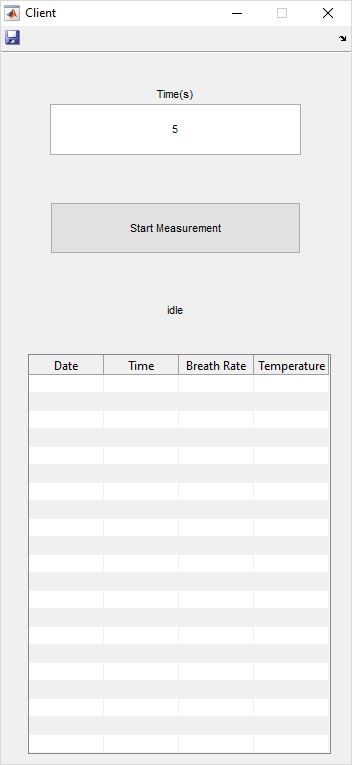 Client
Time(s)
5
Start Measurement
idle
Date Time Breath Rate Temperature